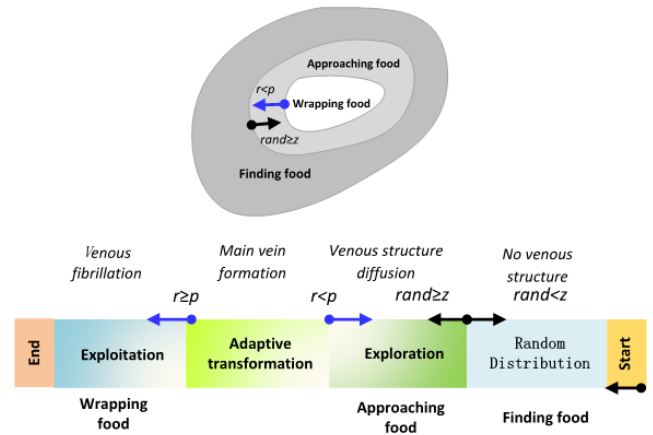 Approaching food
r<p
Wrapping food
rand≥z
Finding food
Venous
fibrillation
Main vein
formation
Venous structure
diffusion
No venous
structure
r≥p
r<p
rand≥z
rand<z
End
Exploitation
Adaptive
transformation
Exploration
Random
Distribution
Start
Wrapping
food
Approaching
food
Finding food